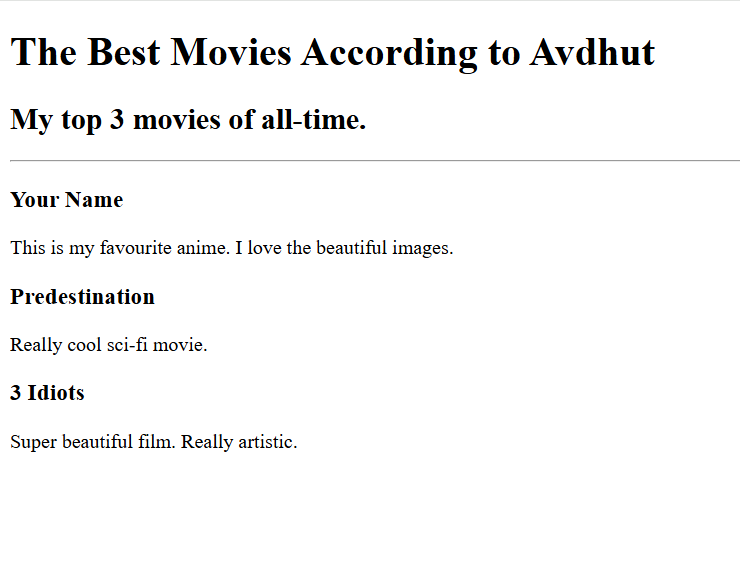 The Best Movies According to Avdhut
My top 3 movies of all-time.
Your Name
This is my favourite anime. I love the beautiful images.
Predestination
Really cool sci-fi movie.
3 Idiots
Super beautiful film. Really artistic.